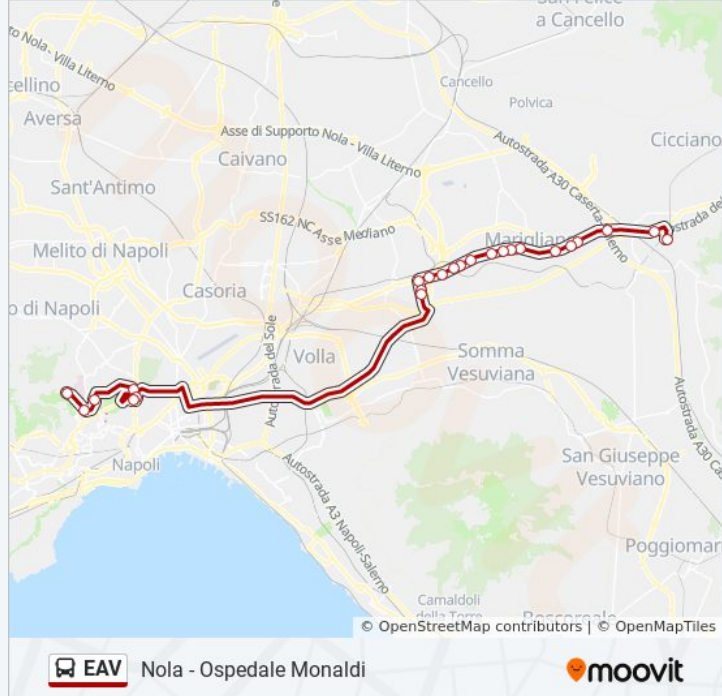 San Felice
a Cancello
Nola - Villa Literno
Cancello
Polvica
Aversa
Asse di Supporto Nola - Villa Literno
Caivano
Autostrada A30 Caserta-Salerno
Cicciano
Sant'Antimo
SS162 NC Asse Mediano
Marigliano
Melito di Napoli
Casoria
o di Napoli
Autostrada del Sole
Volla
Somma
Vesuviana
Autostrada A30
Napoli
San Giuseppe
Vesuviano
Autostrada A3 Napoli-Salerno
Poggiomar
Camaldoli
della Torre
Boscoreale
© OpenStreetMap contributors | © OpenMapTiles
EAV Nola - Ospedale Monaldi
moovit